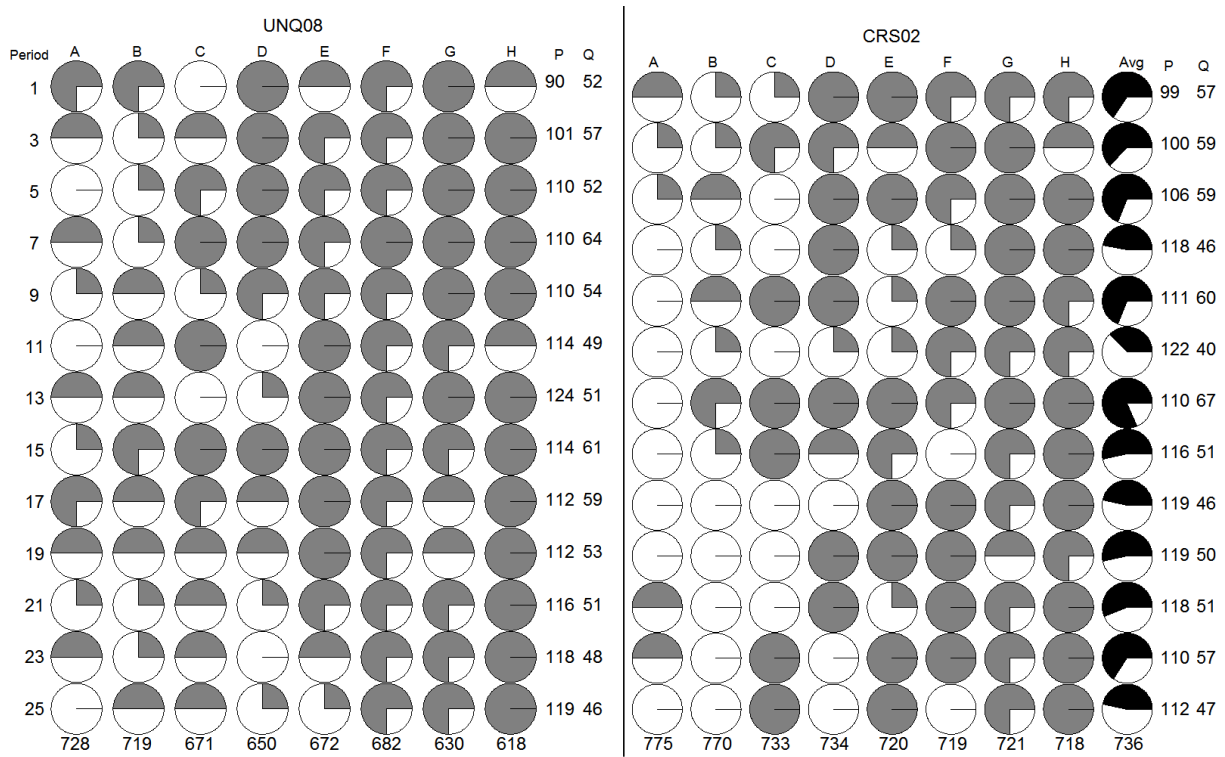 UNQ08
CRS02
Period A B C D E F G H P Q A B C D E F G H Avg P Q
1 90 52 99 57
3 101 57 100 59
5 110 52 106 59
7 110 64 118 46
9 110 54 111 60
11 114 49 122 40
13 124 51 110 67
15 114 61 116 51
17 112 59 119 46
19 112 53 119 50
21 116 51 118 51
23 118 48 110 57
25 119 46 112 47
728 719 671 650 672 682 630 618 775 770 733 734 720 719 721 718 736